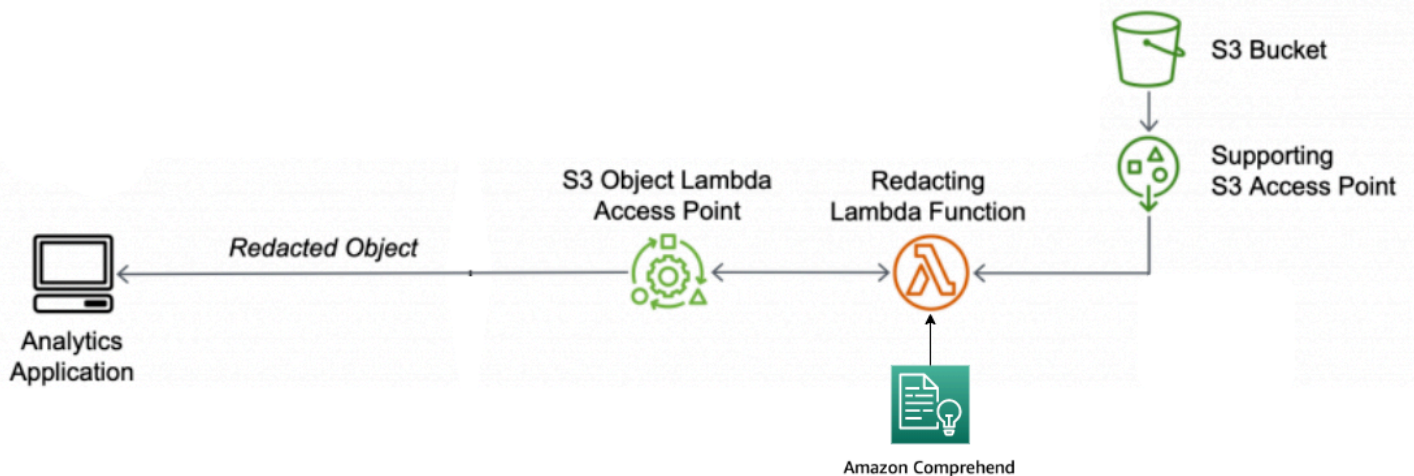 S3 Bucket
Supporting
S3 Access Point
S3 Object Lambda
Access Point
Redacting
Lambda Function
Redacted Object
Analytics
Application
Amazon Comprehend